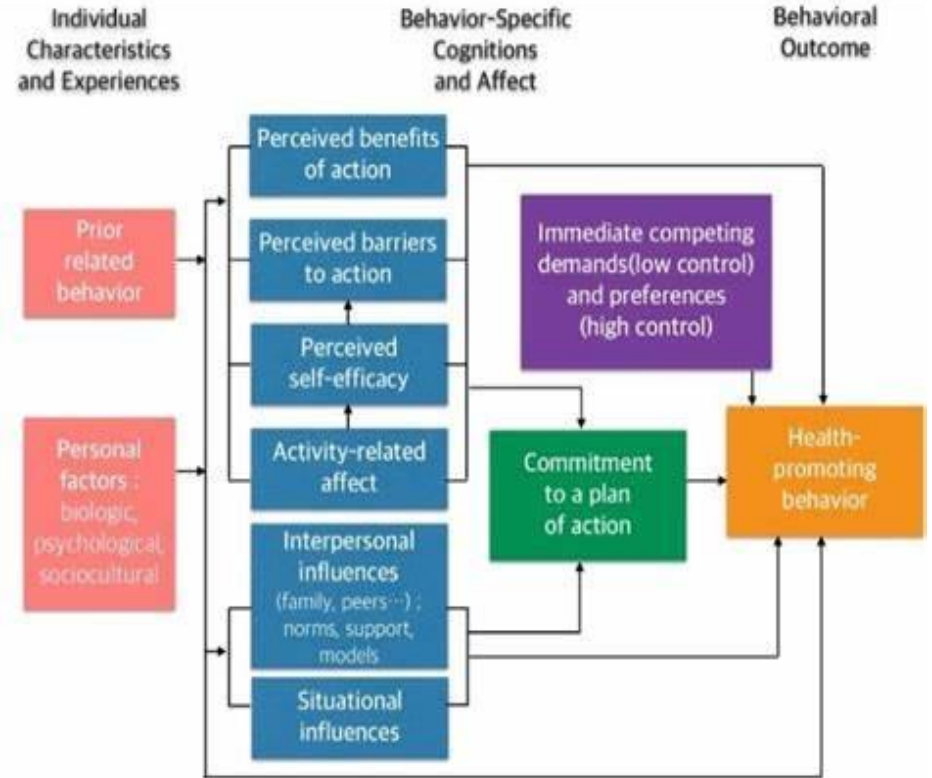 Individual
Characteristics
and Experiences
Behavior-Specific
Cognitions
and Affect
Behavioral
Outcome
Prior
related
behavior
Personal
factors :
biologic,
psychological,
sociocultural
Perceived benefits
of action
Perceived barriers
to action
Perceived
self-efficacy
Activity-related
affect
Interpersonal
influences
(family, peers…) ;
norms, support,
models
Situational
influences
Immediate competing
demands(low control)
and preferences
(high control)
Commitment
to a plan
of action
Health-
promoting
behavior